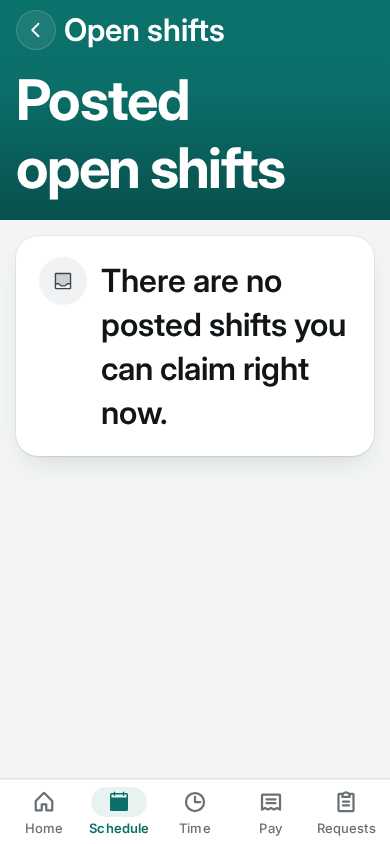 Open shifts
Posted
open shifts
There are no
posted shifts you
can claim right
now.
Home
Schedule
Time
Pay
Requests